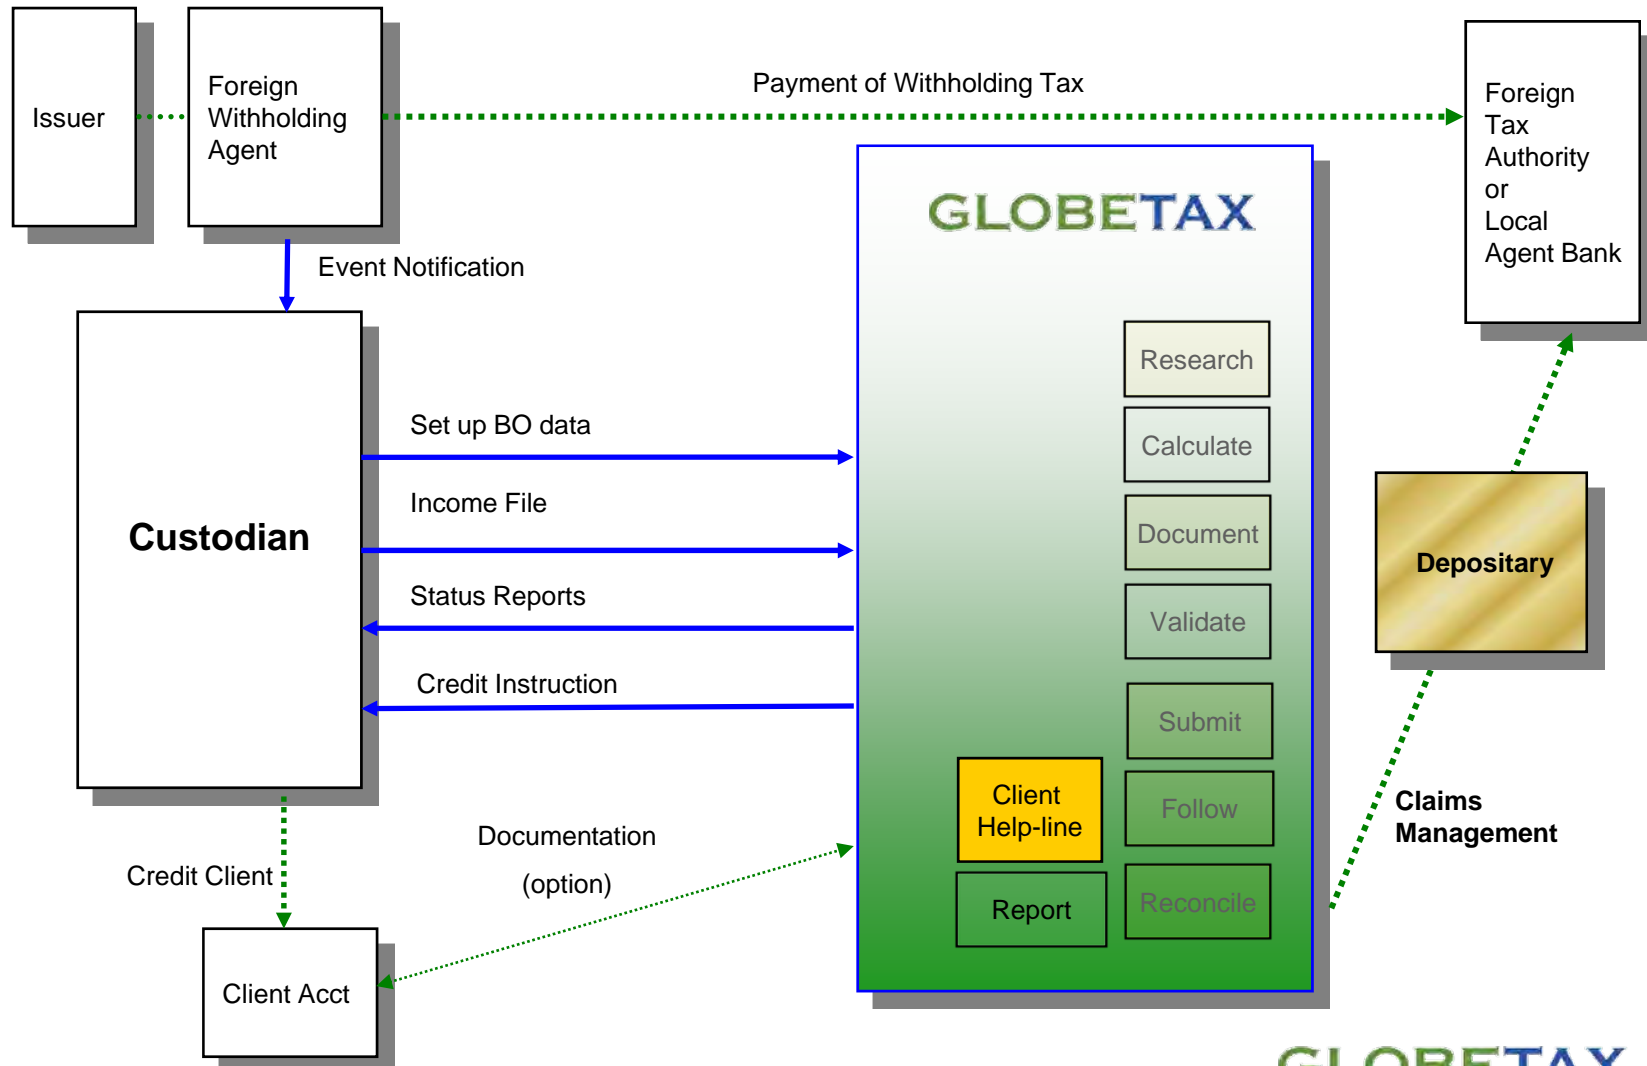 Issuer
Foreign
Withholding
Agent
Payment of Withholding Tax
Foreign
Tax
Authority
or
Local
Agent Bank
GLOBETAX
Event Notification
Research
Set up BO data
Calculate
Income File
Custodian
Document
Depositary
Status Reports
Validate
Credit Instruction
Submit
Client
Help-line
Follow
Claims
Management
Documentation
(option)
Credit Client
Report
Reconcile
Client Acct
GLOBETAX